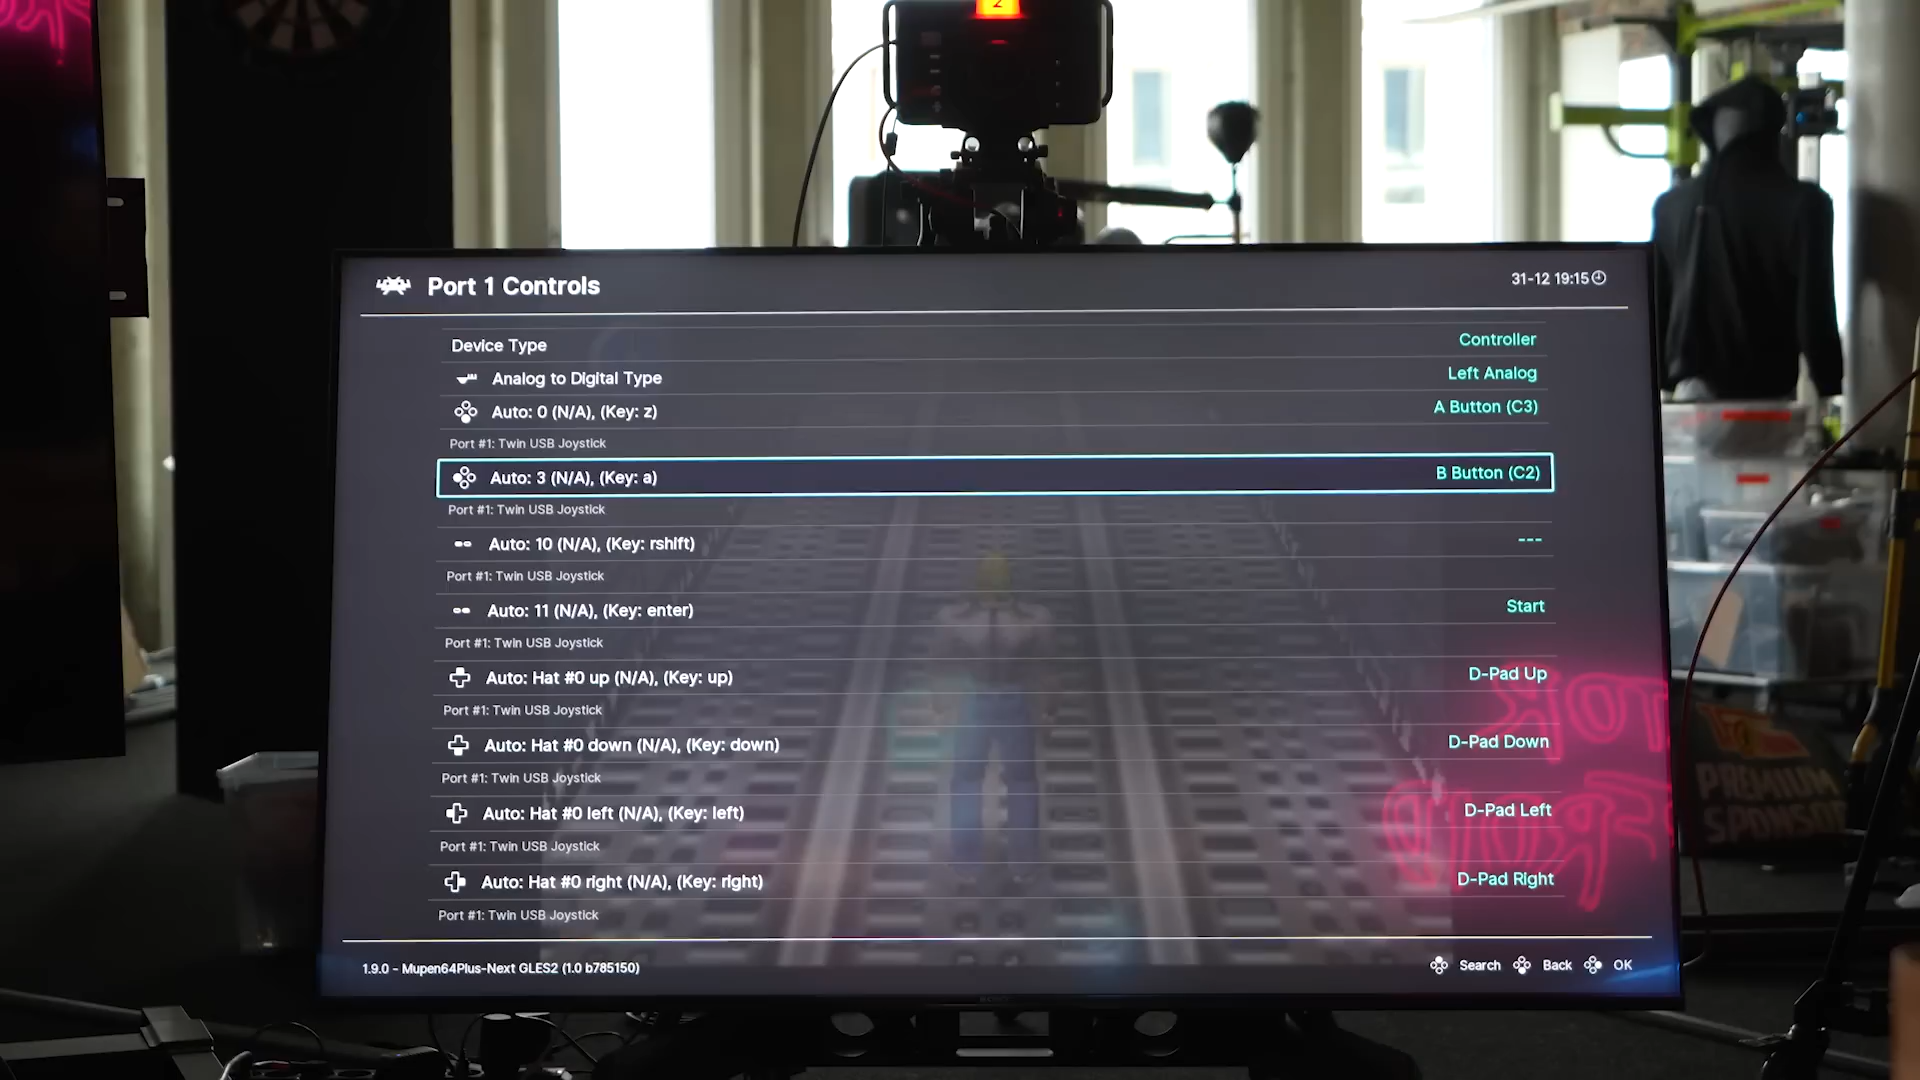 2
Port 1 Controls
31-12 19:15
Device Type Controller
Analog to Digital Type Left Analog
Auto: 0 (N/A), (Key: z) A Button (C3)
Port #1: Twin USB Joystick
Auto: 3 (N/A), (Key: a) B Button (C2)
Port #1: Twin USB Joystick
Auto: 10 (N/A), (Key: rshift) ---
Port #1: Twin USB Joystick
Auto: 11 (N/A), (Key: enter) Start
Port #1: Twin USB Joystick
Auto: Hat #0 up (N/A), (Key: up) D-Pad Up
Port #1: Twin USB Joystick
Auto: Hat #0 down (N/A), (Key: down) D-Pad Down
Port #1: Twin USB Joystick
Auto: Hat #0 left (N/A), (Key: left) D-Pad Left
Port #1: Twin USB Joystick
Auto: Hat #0 right (N/A), (Key: right) D-Pad Right
Port #1: Twin USB Joystick
1.9.0 - Mupen64Plus-Next GLES2 (1.0 b785150)
Search Back OK
SONY
PREMIUM
SPONSOR